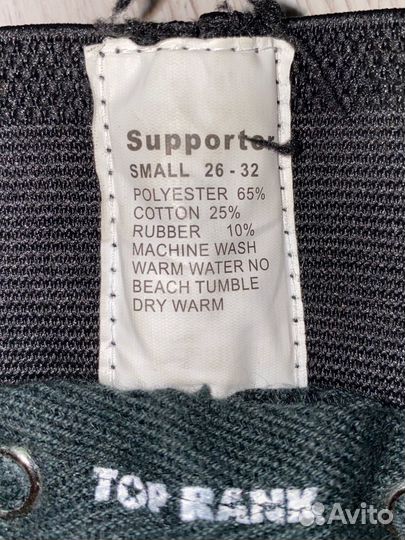 Supporter
SMALL 26 - 32
POLYESTER 65%
COTTON 25%
RUBBER 10%
MACHINE WASH
WARM WATER NO
BEACH TUMBLE
DRY WARM
TOP RANK
Avito